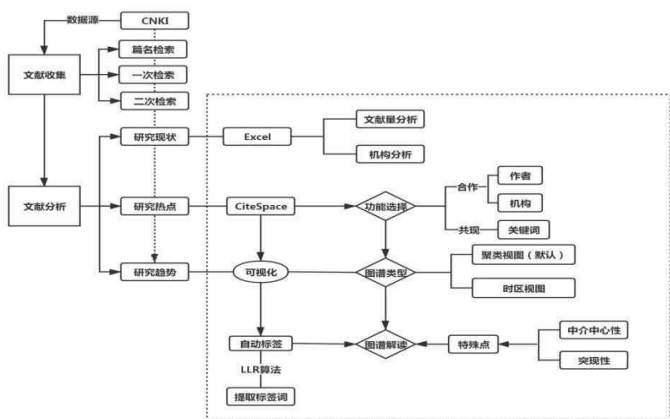 数据源
CNKI
篇名检索
文献收集
一次检索
二次检索
研究现状
Excel
文献量分析
机构分析
文献分析
研究热点
CiteSpace
功能选择
合作
作者
机构
共现
关键词
研究趋势
可视化
图谱类型
聚类视图（默认）
时区视图
自动标签
图谱解读
特殊点
中介中心性
突现性
LLR算法
提取标签词